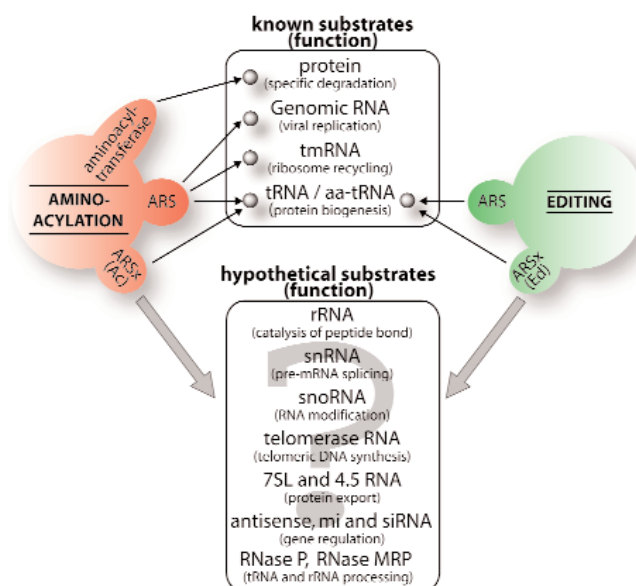 known substrates
(function)
protein
(specific degradation)
Genomic RNA
(viral replication)
tmRNA
(ribosome recycling)
tRNA / aa-tRNA
(protein biogenesis)
aminoacyl-
transferase
AMINO-
ACYLATION
ARS
ARSx
(Ac)
ARS
EDITING
ARSx
(Ed)
hypothetical substrates
(function)
rRNA
(catalysis of peptide bond)
snRNA
(pre-mRNA splicing)
snoRNA
(RNA modification)
telomerase RNA
(telomeric DNA synthesis)
7SL and 4.5 RNA
(protein export)
antisense, mi and siRNA
(gene regulation)
RNase P, RNase MRP
(tRNA and rRNA processing)
?